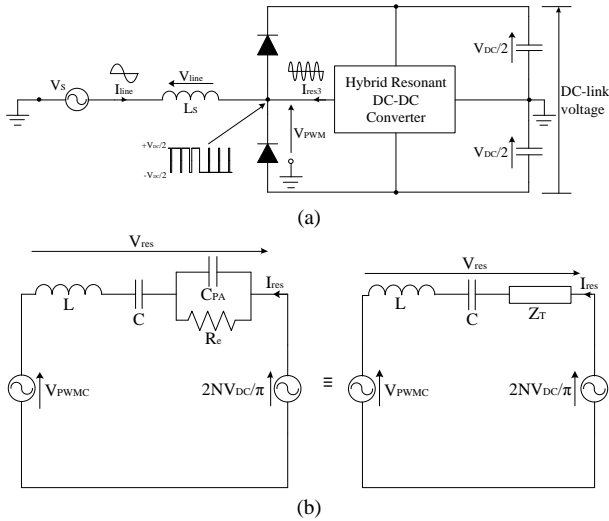 Vs
Iline
Vline
Ls
+VDC/2
-VDC/2
Ires3
VPWM
Hybrid Resonant
DC-DC
Converter
VDC/2
VDC/2
DC-link
voltage
(a)
Vres
L
C
CPA
Re
Ires
VPWMC
2NVDC/π
≡
Vres
L
C
ZT
Ires
VPWMC
2NVDC/π
(b)